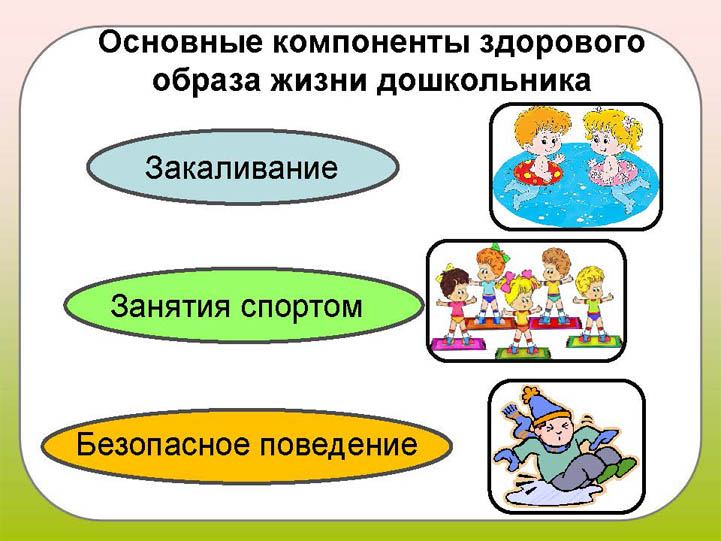 Основные компоненты здорового
образа жизни дошкольника
Закаливание
Занятия спортом
Безопасное поведение